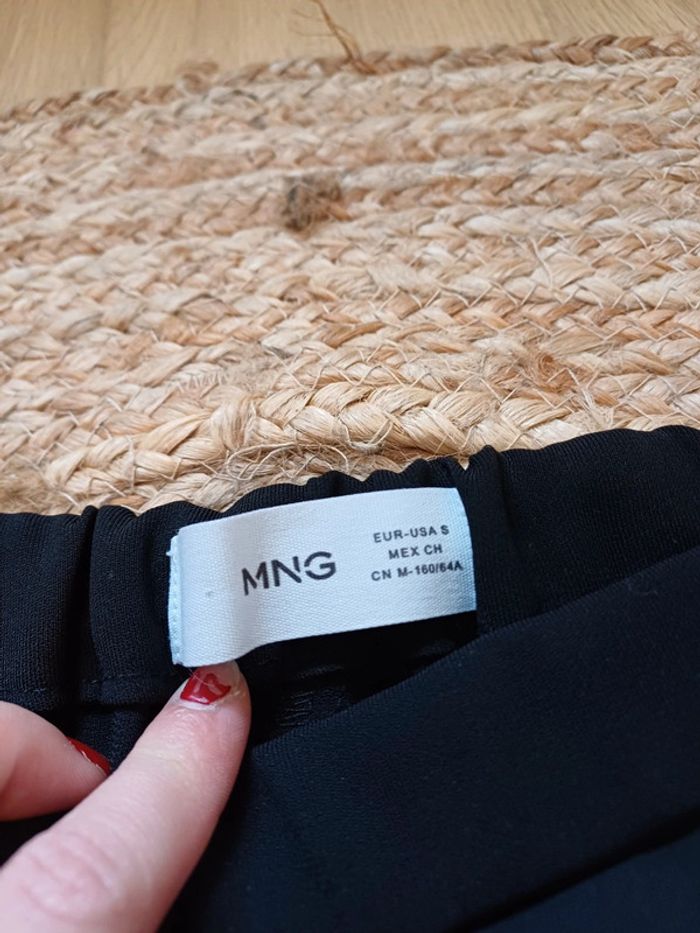 MNG
EUR-USA S
MEX CH
CN M-160/64A